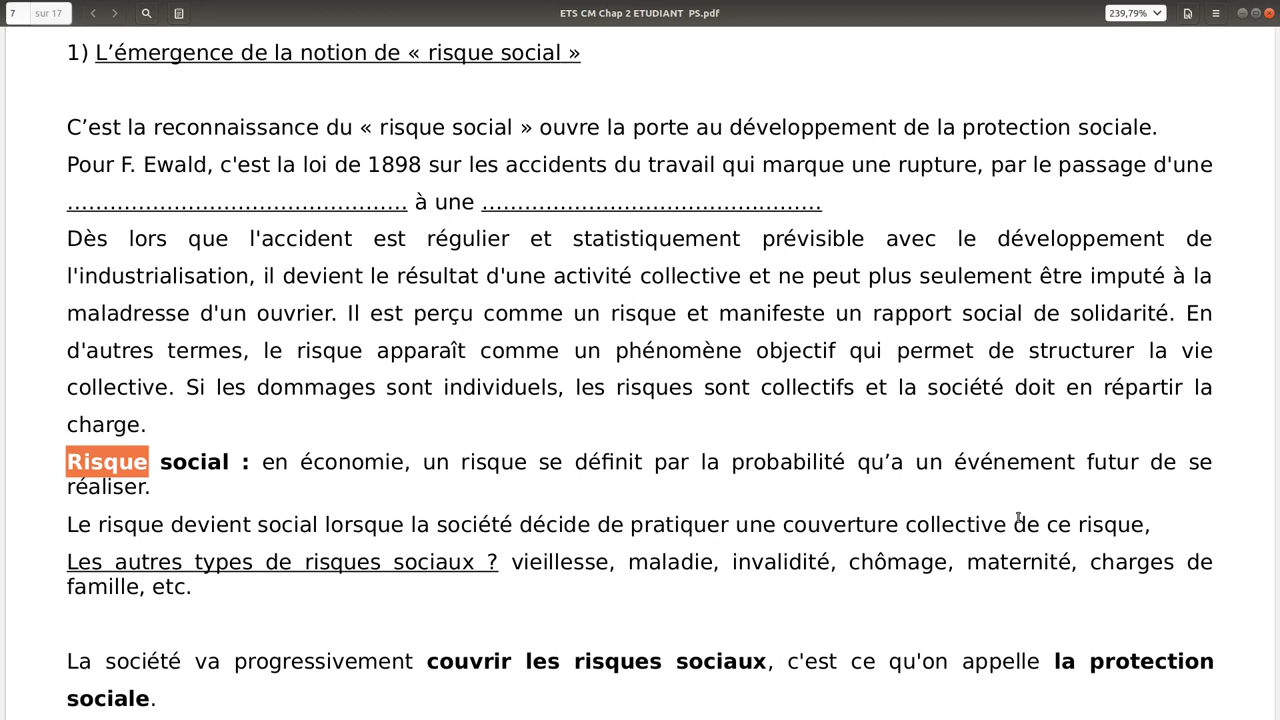 7 sur 17
ETS CM Chap 2 ETUDIANT PS.pdf
239,79%
1) L’émergence de la notion de « risque social »
C’est la reconnaissance du « risque social » ouvre la porte au développement de la protection sociale.
Pour F. Ewald, c'est la loi de 1898 sur les accidents du travail qui marque une rupture, par le passage d'une
………………………………………… à une …………………………………………
Dès lors que l'accident est régulier et statistiquement prévisible avec le développement de
l'industrialisation, il devient le résultat d'une activité collective et ne peut plus seulement être imputé à la
maladresse d'un ouvrier. Il est perçu comme un risque et manifeste un rapport social de solidarité. En
d'autres termes, le risque apparaît comme un phénomène objectif qui permet de structurer la vie
collective. Si les dommages sont individuels, les risques sont collectifs et la société doit en répartir la
charge.
Risque social : en économie, un risque se définit par la probabilité qu’a un événement futur de se
réaliser.
Le risque devient social lorsque la société décide de pratiquer une couverture collective de ce risque,
Les autres types de risques sociaux ? vieillesse, maladie, invalidité, chômage, maternité, charges de
famille, etc.
La société va progressivement couvrir les risques sociaux, c'est ce qu'on appelle la protection
sociale.